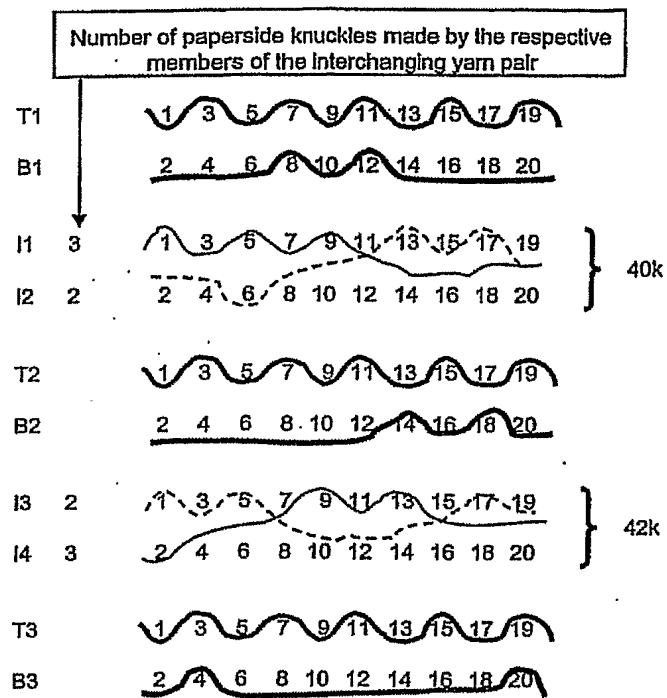 Number of paperside knuckles made by the respective
members of the interchanging yarn pair
T1 1 3 5 7 9 11 13 15 17 19
B1 2 4 6 8 10 12 14 16 18 20
I1 3 1 3 5 7 9 11 13 15 17 19
40k
I2 2 2 4 6 8 10 12 14 16 18 20
T2 1 3 5 7 9 11 13 15 17 19
B2 2 4 6 8 10 12 14 16 18 20
I3 2 1 3 5 7 9 11 13 15 17 19
42k
I4 3 2 4 6 8 10 12 14 16 18 20
T3 1 3 5 7 9 11 13 15 17 19
B3 2 4 6 8 10 12 14 16 18 20